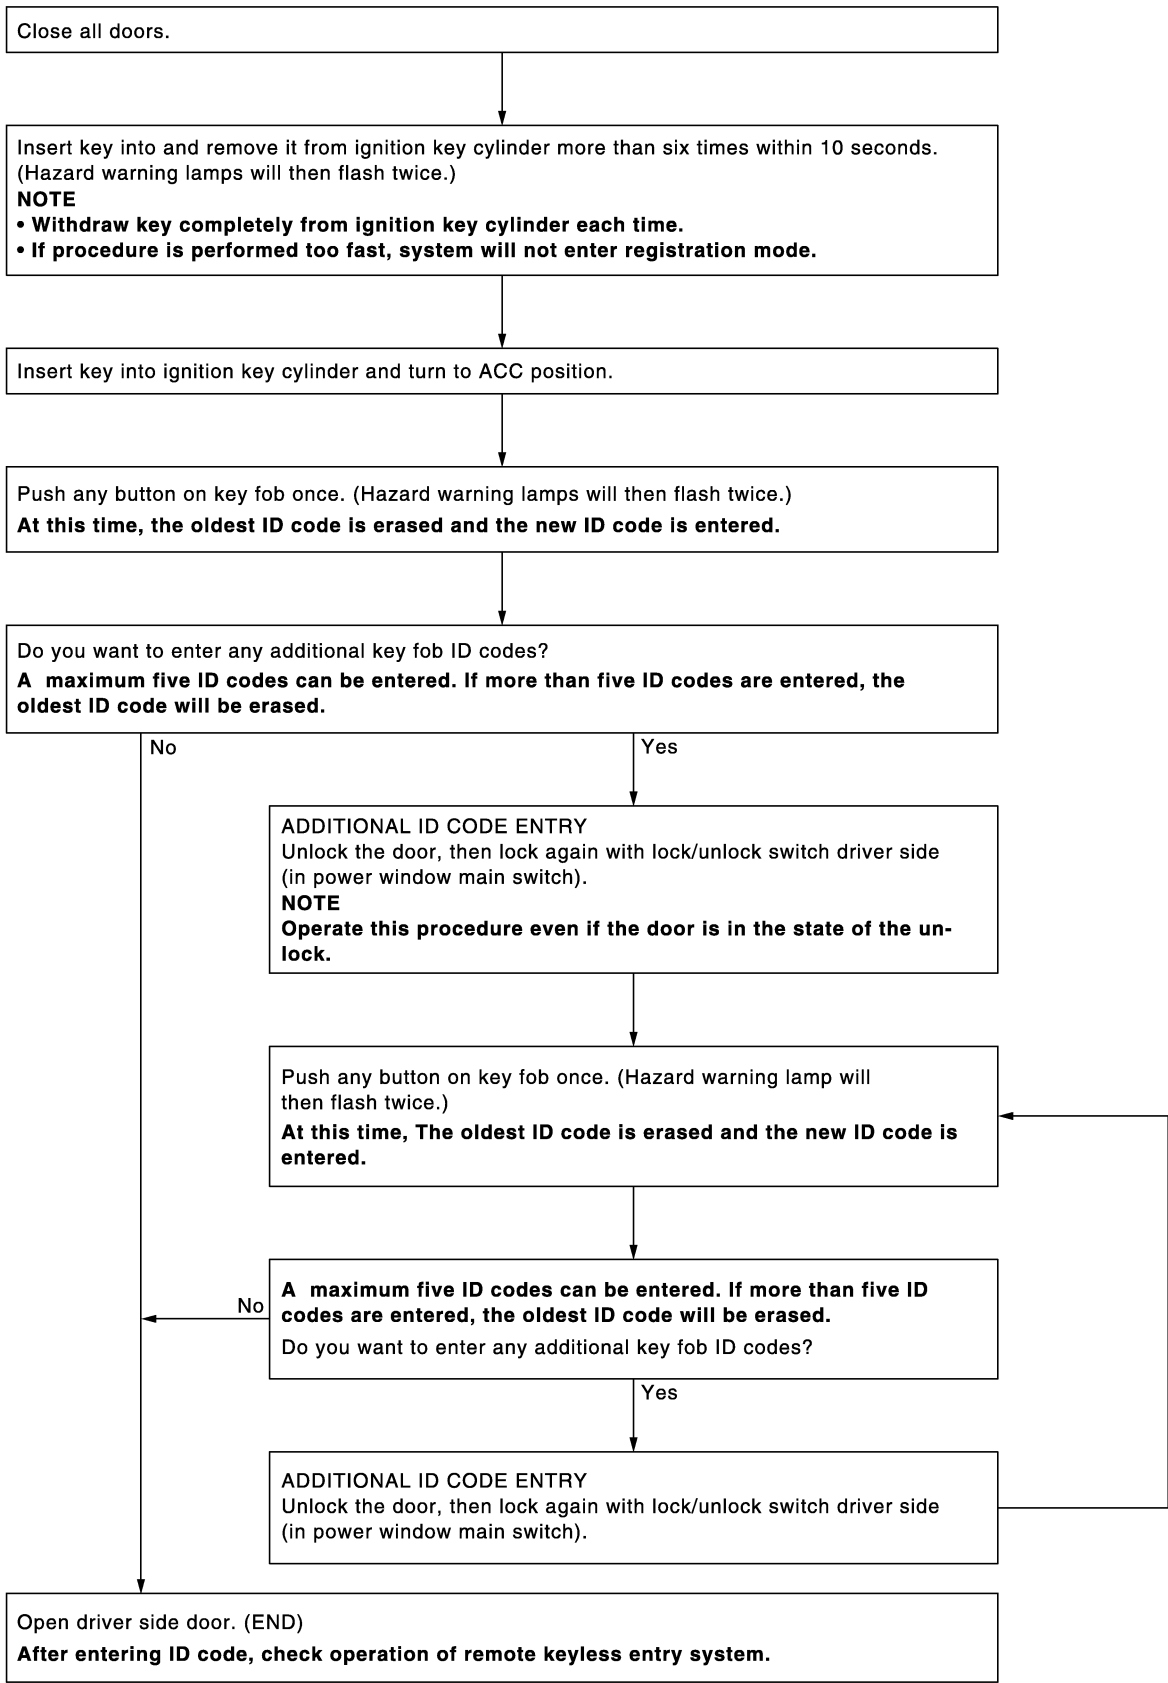 Close all doors.
Insert key into and remove it from ignition key cylinder more than six times within 10 seconds.
(Hazard warning lamps will then flash twice.)
NOTE
• Withdraw key completely from ignition key cylinder each time.
• If procedure is performed too fast, system will not enter registration mode.
Insert key into ignition key cylinder and turn to ACC position.
Push any button on key fob once. (Hazard warning lamps will then flash twice.)
At this time, the oldest ID code is erased and the new ID code is entered.
Do you want to enter any additional key fob ID codes?
A maximum five ID codes can be entered. If more than five ID codes are entered, the
oldest ID code will be erased.
No
Yes
ADDITIONAL ID CODE ENTRY
Unlock the door, then lock again with lock/unlock switch driver side
(in power window main switch).
NOTE
Operate this procedure even if the door is in the state of the un-
lock.
Push any button on key fob once. (Hazard warning lamp will
then flash twice.)
At this time, The oldest ID code is erased and the new ID code is
entered.
A maximum five ID codes can be entered. If more than five ID
codes are entered, the oldest ID code will be erased.
Do you want to enter any additional key fob ID codes?
No
Yes
ADDITIONAL ID CODE ENTRY
Unlock the door, then lock again with lock/unlock switch driver side
(in power window main switch).
Open driver side door. (END)
After entering ID code, check operation of remote keyless entry system.